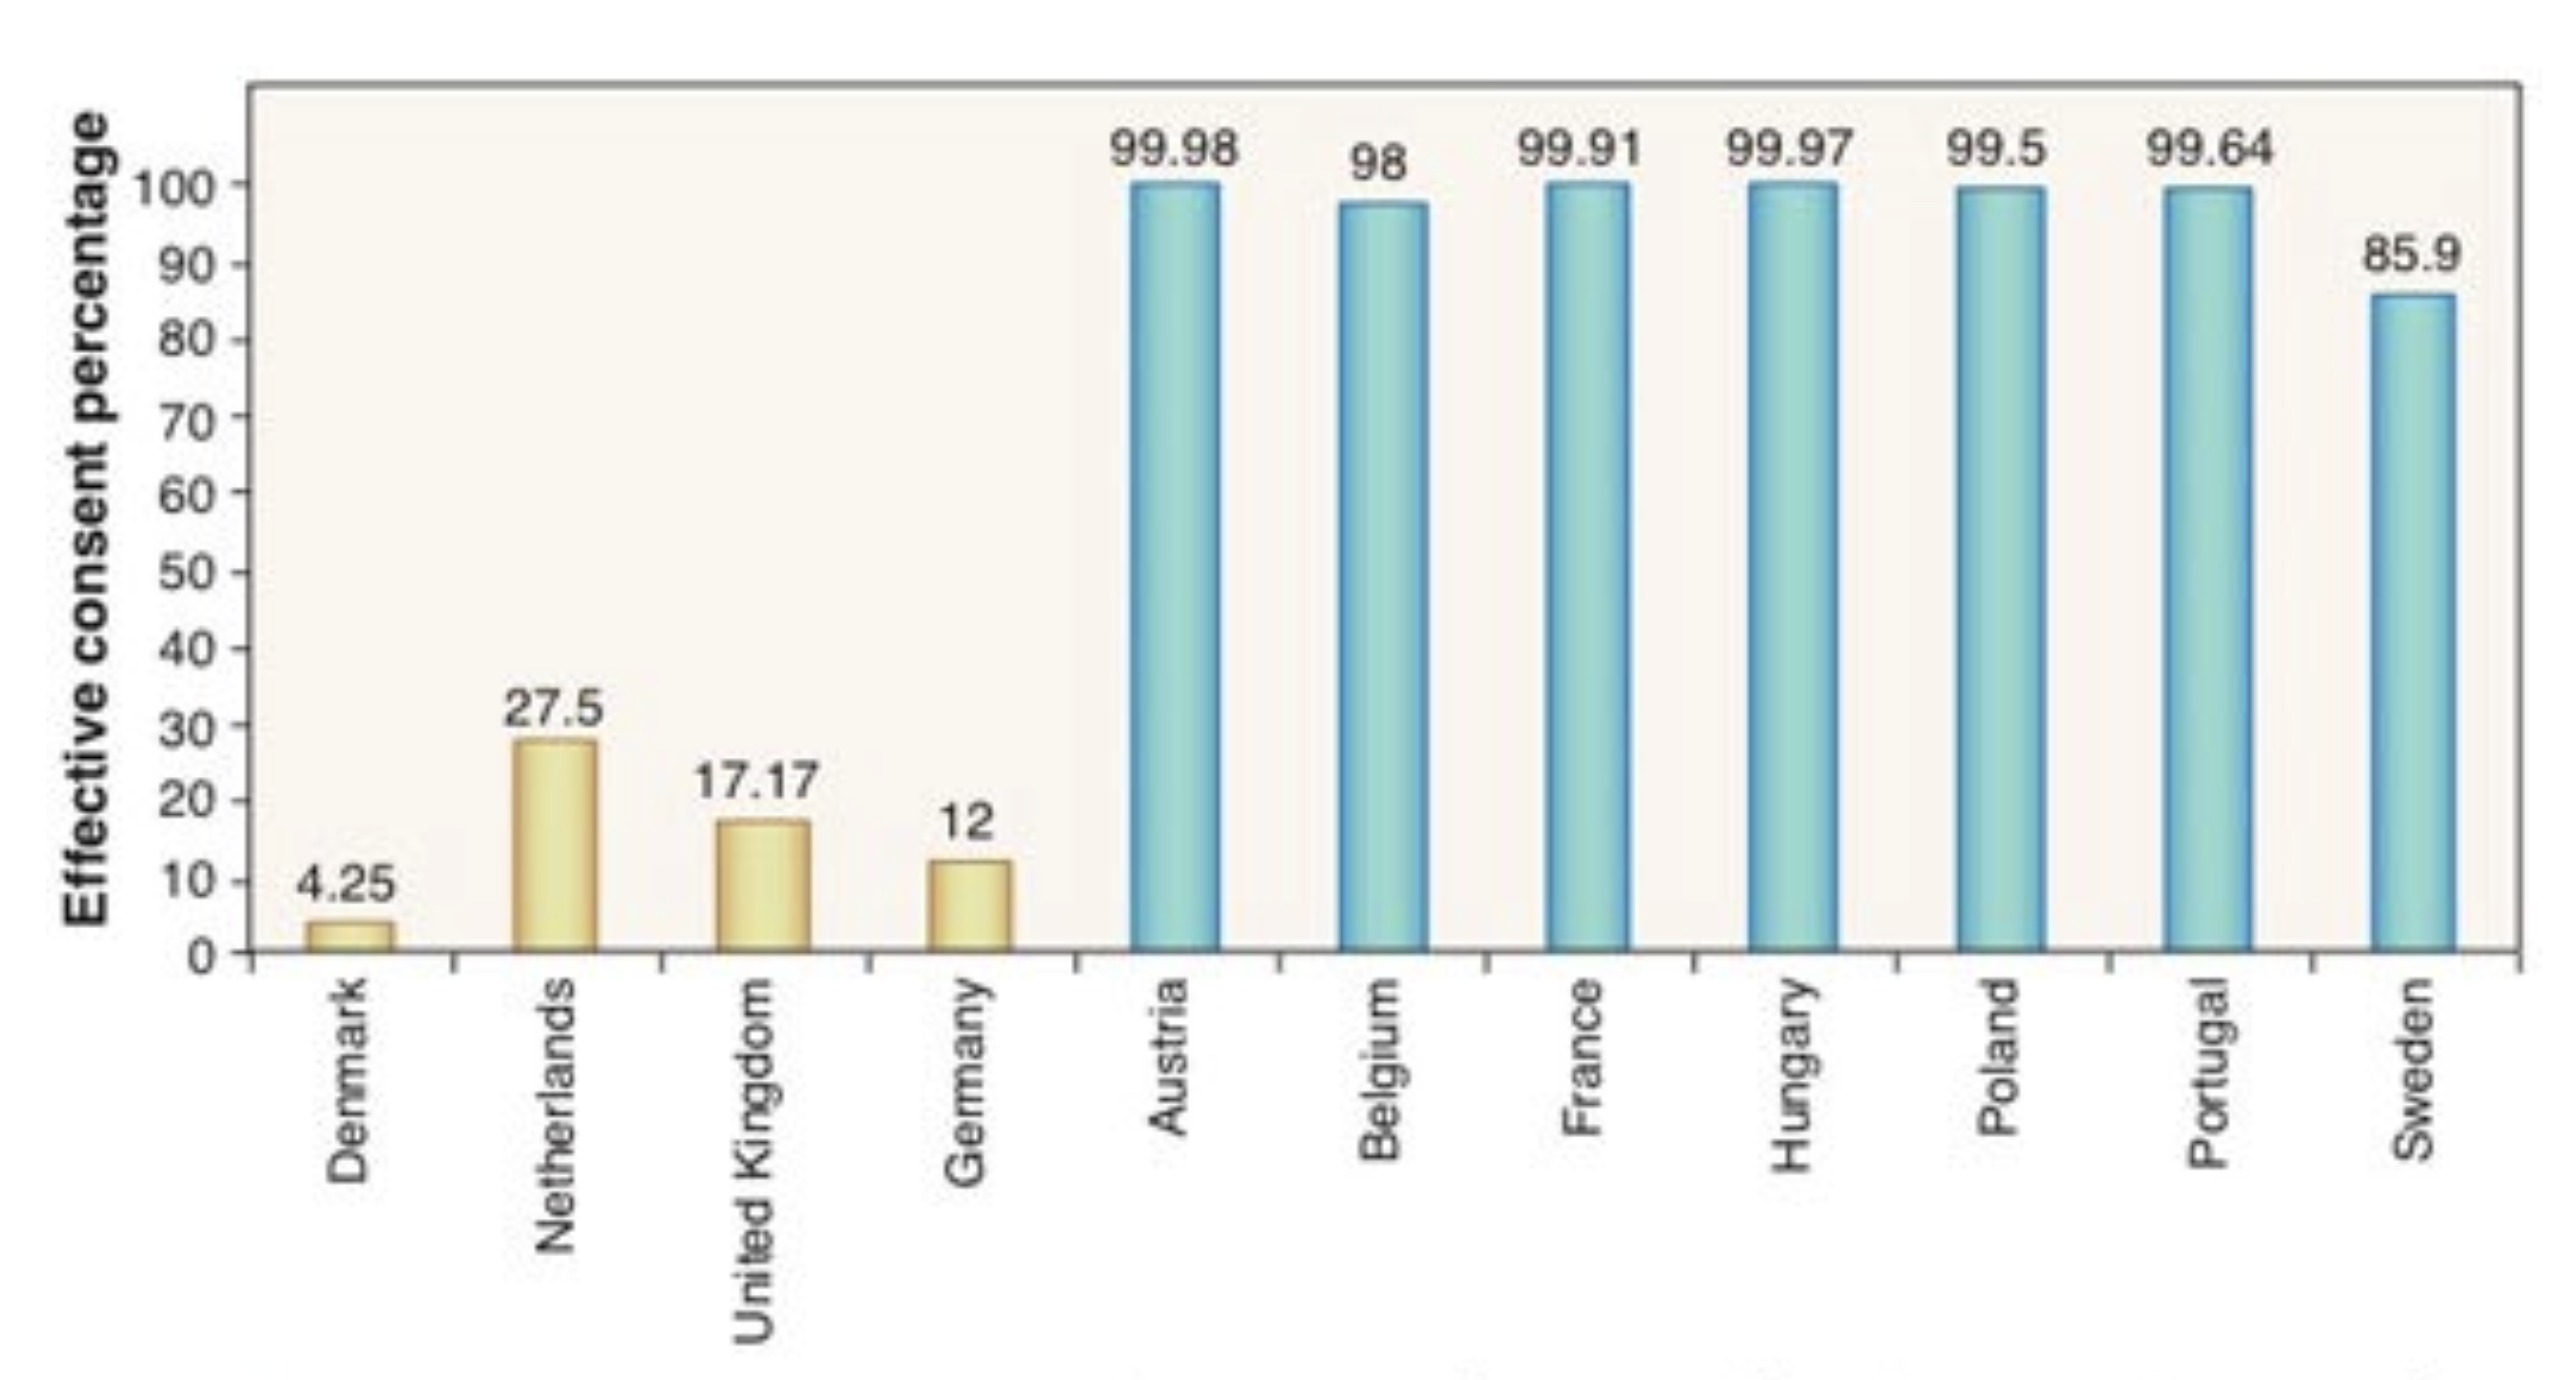 Effective consent percentage
100
90
80
70
60
50
40
30
20
10
0
4.25
27.5
17.17
12
99.98
98
99.91
99.97
99.5
99.64
85.9
Denmark
Netherlands
United Kingdom
Germany
Austria
Belgium
France
Hungary
Poland
Portugal
Sweden